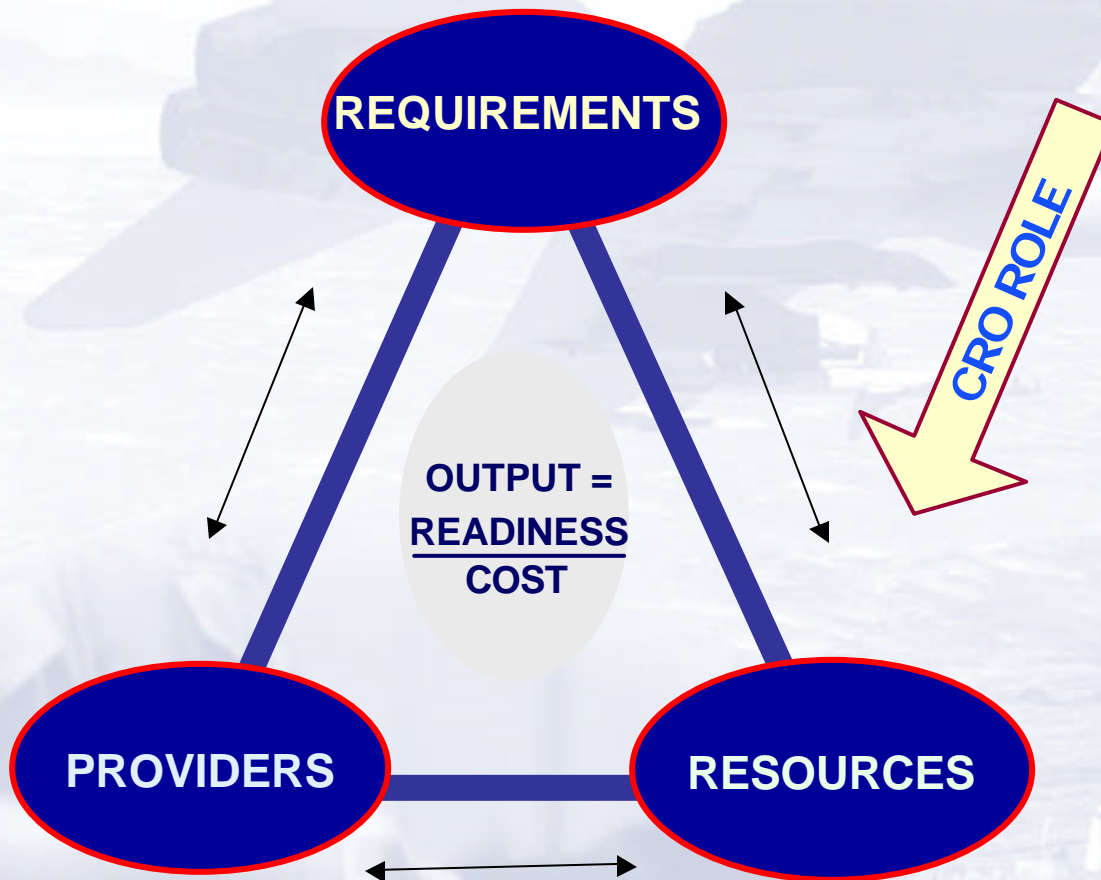 REQUIREMENTS
CRO ROLE
OUTPUT =
READINESS
COST
PROVIDERS
RESOURCES